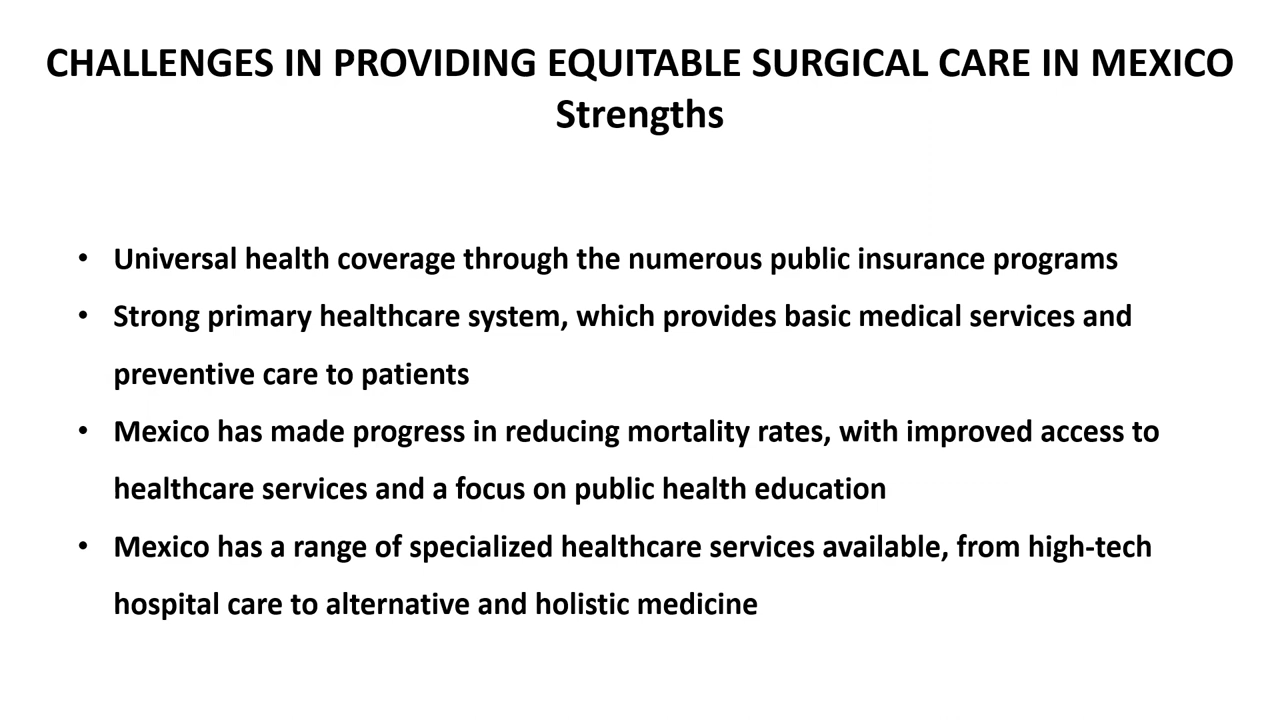 CHALLENGES IN PROVIDING EQUITABLE SURGICAL CARE IN MEXICO
Strengths
• Universal health coverage through the numerous public insurance programs
• Strong primary healthcare system, which provides basic medical services and
preventive care to patients
• Mexico has made progress in reducing mortality rates, with improved access to
healthcare services and a focus on public health education
• Mexico has a range of specialized healthcare services available, from high-tech
hospital care to alternative and holistic medicine